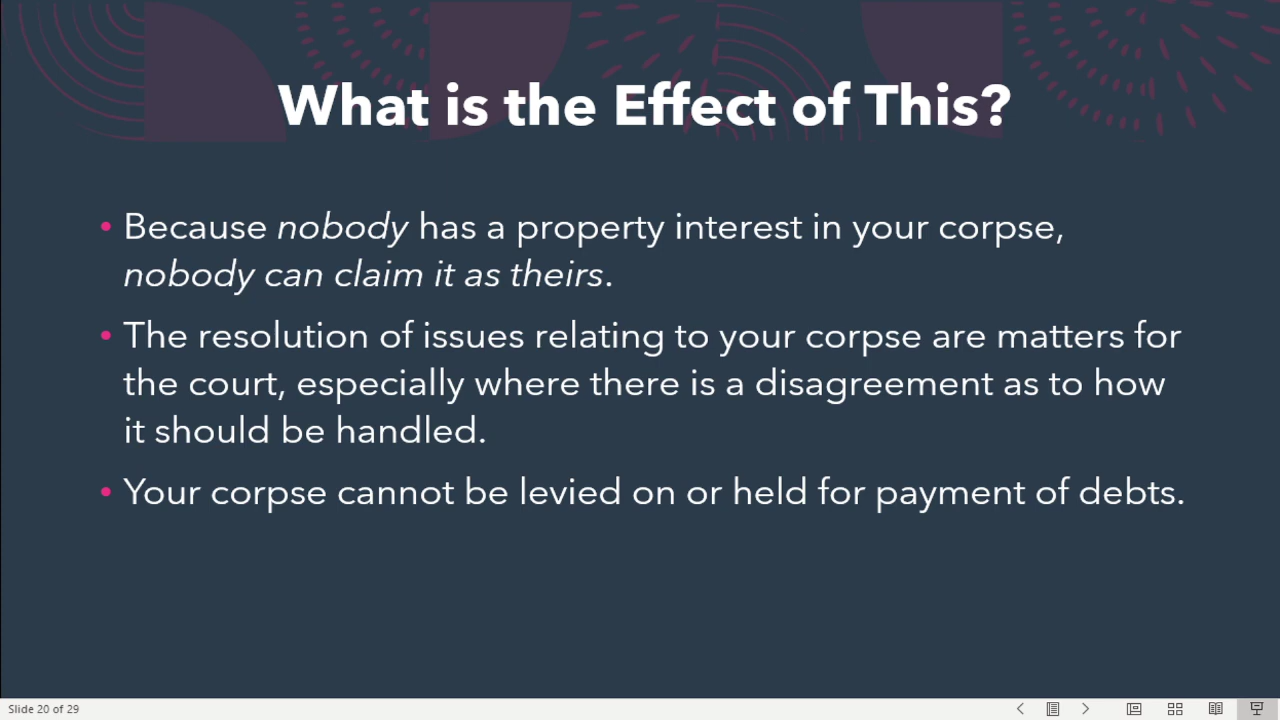 What is the Effect of This?
• Because nobody has a property interest in your corpse,
nobody can claim it as theirs.
• The resolution of issues relating to your corpse are matters for
the court, especially where there is a disagreement as to how
it should be handled.
• Your corpse cannot be levied on or held for payment of debts.
Slide 20 of 29